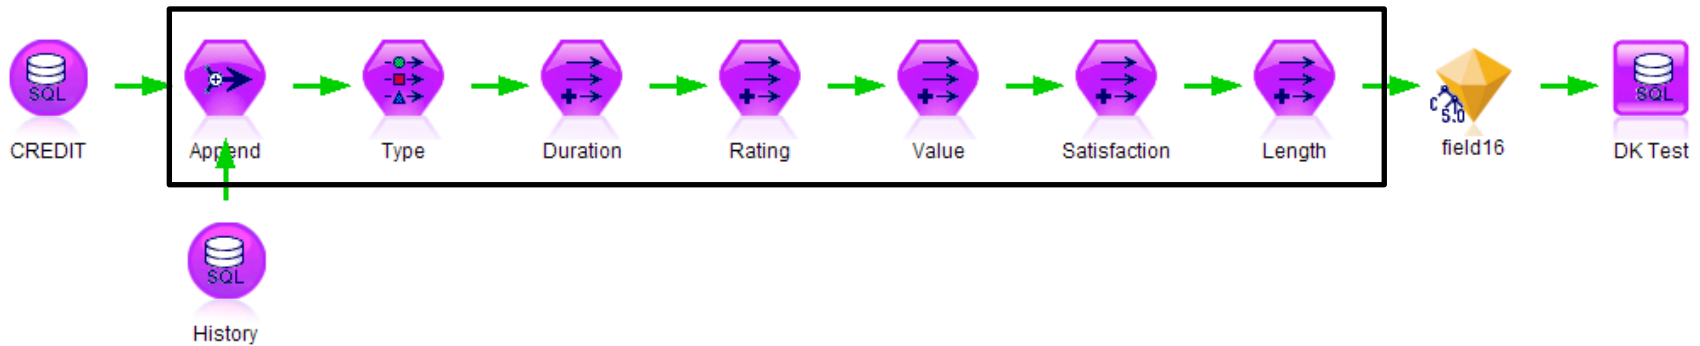 SQL
CREDIT
Append
Type
Duration
Rating
Value
Satisfaction
Length
C 5.0
field16
SQL
DK Test
SQL
History